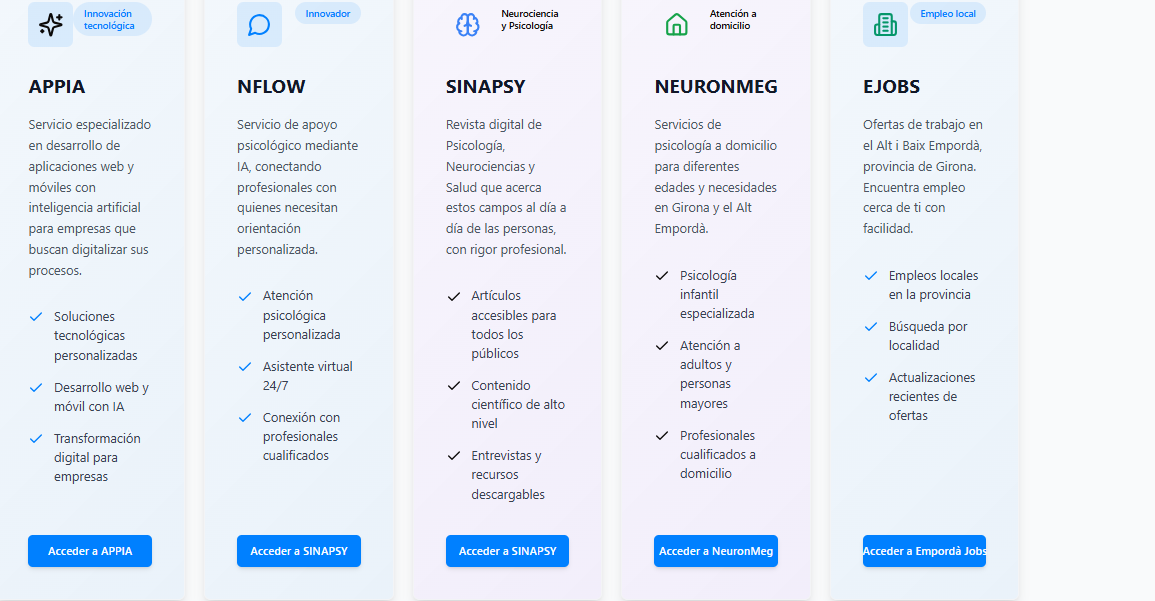 Innovación
tecnológica
APPIA
Servicio especializado
en desarrollo de
aplicaciones web y
móviles con
inteligencia artificial
para empresas que
buscan digitalizar sus
procesos.
Soluciones
tecnológicas
personalizadas
Desarrollo web y
móvil con IA
Transformación
digital para
empresas
Acceder a APPIA
Innovador
NFLOW
Servicio de apoyo
psicológico mediante
IA, conectando
profesionales con
quienes necesitan
orientación
personalizada.
Atención
psicológica
personalizada
Asistente virtual
24/7
Conexión con
profesionales
cualificados
Acceder a SINAPSY
Neurociencia
y Psicología
SINAPSY
Revista digital de
Psicología,
Neurociencias y
Salud que acerca
estos campos al día a
día de las personas,
con rigor profesional.
Artículos
accesibles para
todos los
públicos
Contenido
científico de alto
nivel
Entrevistas y
recursos
descargables
Acceder a SINAPSY
Atención a
domicilio
NEURONMEG
Servicios de
psicología a domicilio
para diferentes
edades y necesidades
en Girona y el Alt
Empordà.
Psicología
infantil
especializada
Atención a
adultos y
personas
mayores
Profesionales
cualificados a
domicilio
Acceder a NeuronMeg
Empleo local
EJOBS
Ofertas de trabajo en
el Alt i Baix Empordà,
provincia de Girona.
Encuentra empleo
cerca de ti con
facilidad.
Empleos locales
en la provincia
Búsqueda por
localidad
Actualizaciones
recientes de
ofertas
Acceder a Empordà Jobs